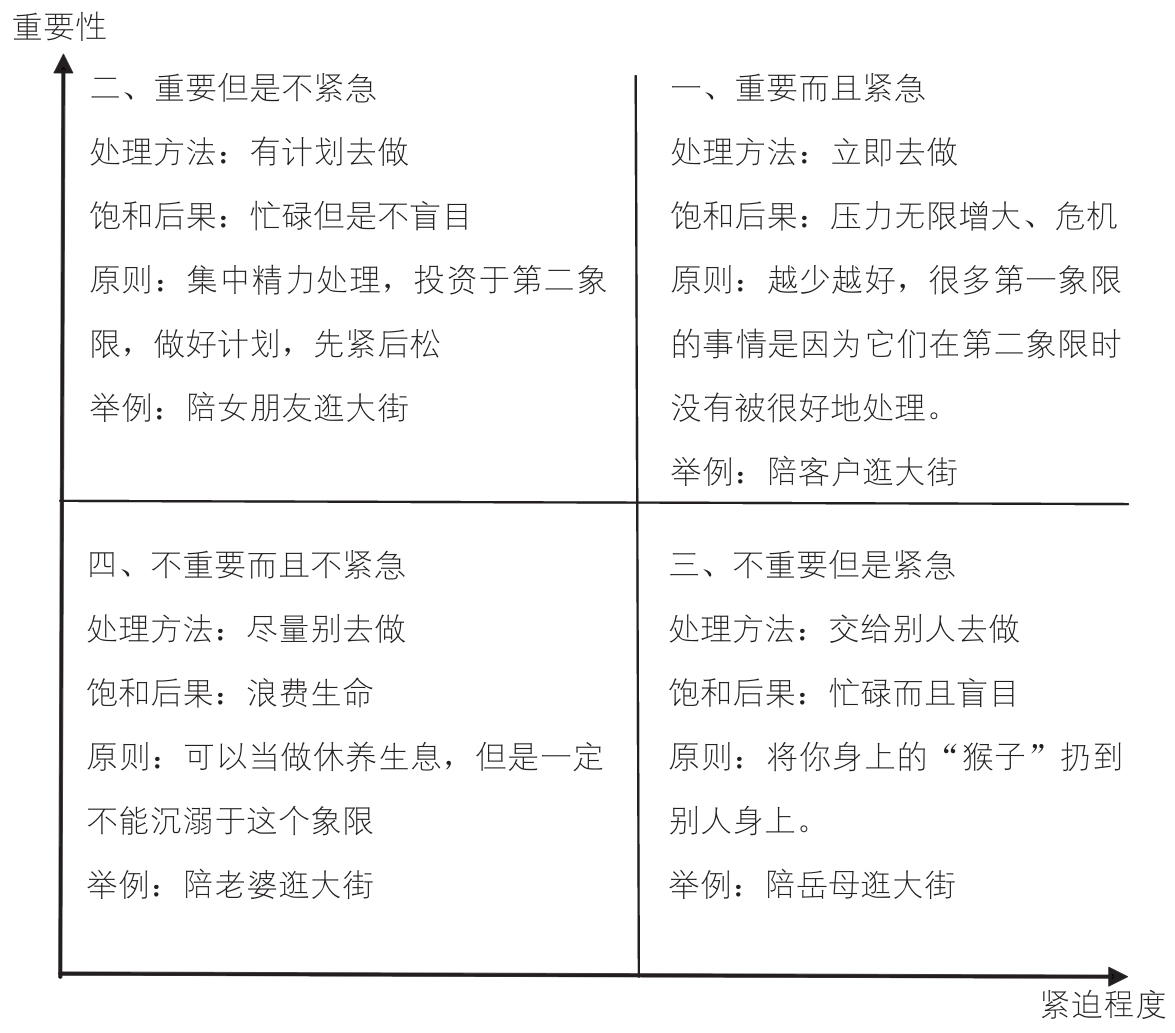 重要性
二、重要但是不紧急
处理方法：有计划去做
饱和后果：忙碌但是不盲目
原则：集中精力处理，投资于第二象
限，做好计划，先紧后松
举例：陪女朋友逛大街
一、重要而且紧急
处理方法：立即去做
饱和后果：压力无限增大、危机
原则：越少越好，很多第一象限
的事情是因为它们在第二象限时
没有被很好地处理。
举例：陪客户逛大街
四、不重要而且不紧急
处理方法：尽量别去做
饱和后果：浪费生命
原则：可以当做休养生息，但是一定
不能沉溺于这个象限
举例：陪老婆逛大街
三、不重要但是紧急
处理方法：交给别人去做
饱和后果：忙碌而且盲目
原则：将你身上的“猴子”扔到
别人身上。
举例：陪岳母逛大街
紧迫程度